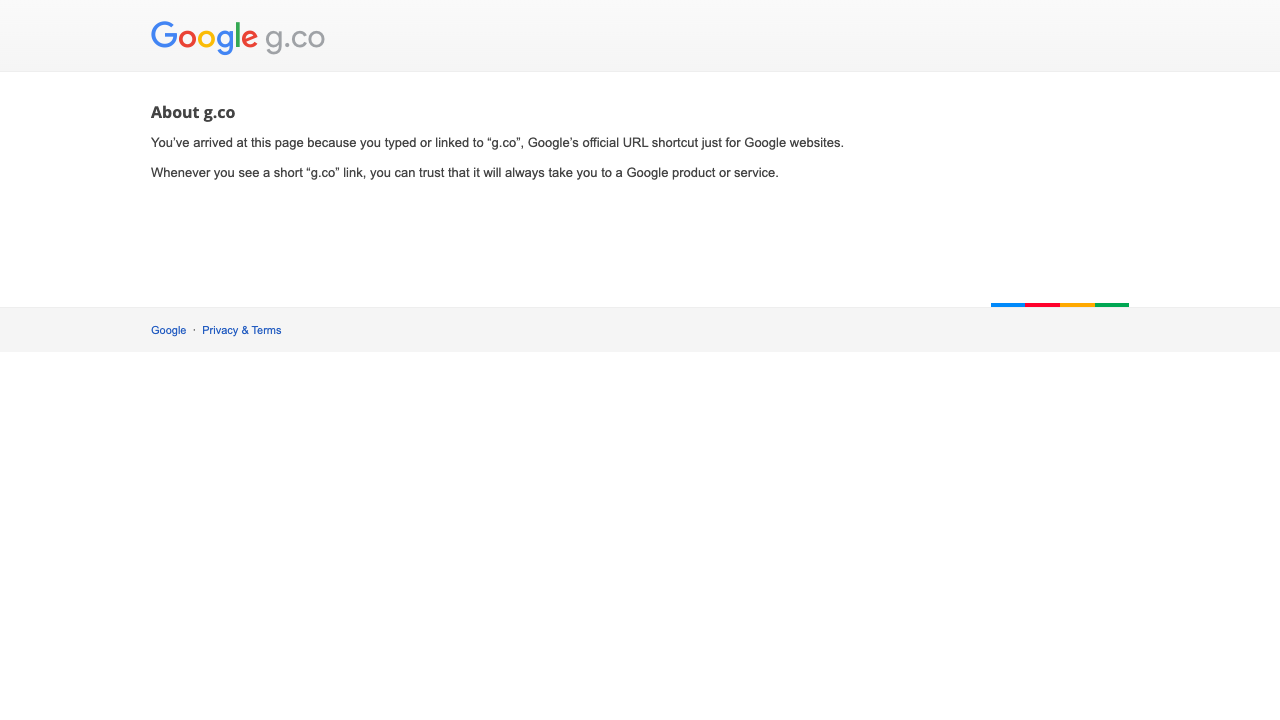 Google g.co
About g.co
You’ve arrived at this page because you typed or linked to “g.co”, Google’s official URL shortcut just for Google websites.
Whenever you see a short “g.co” link, you can trust that it will always take you to a Google product or service.
Google · Privacy & Terms